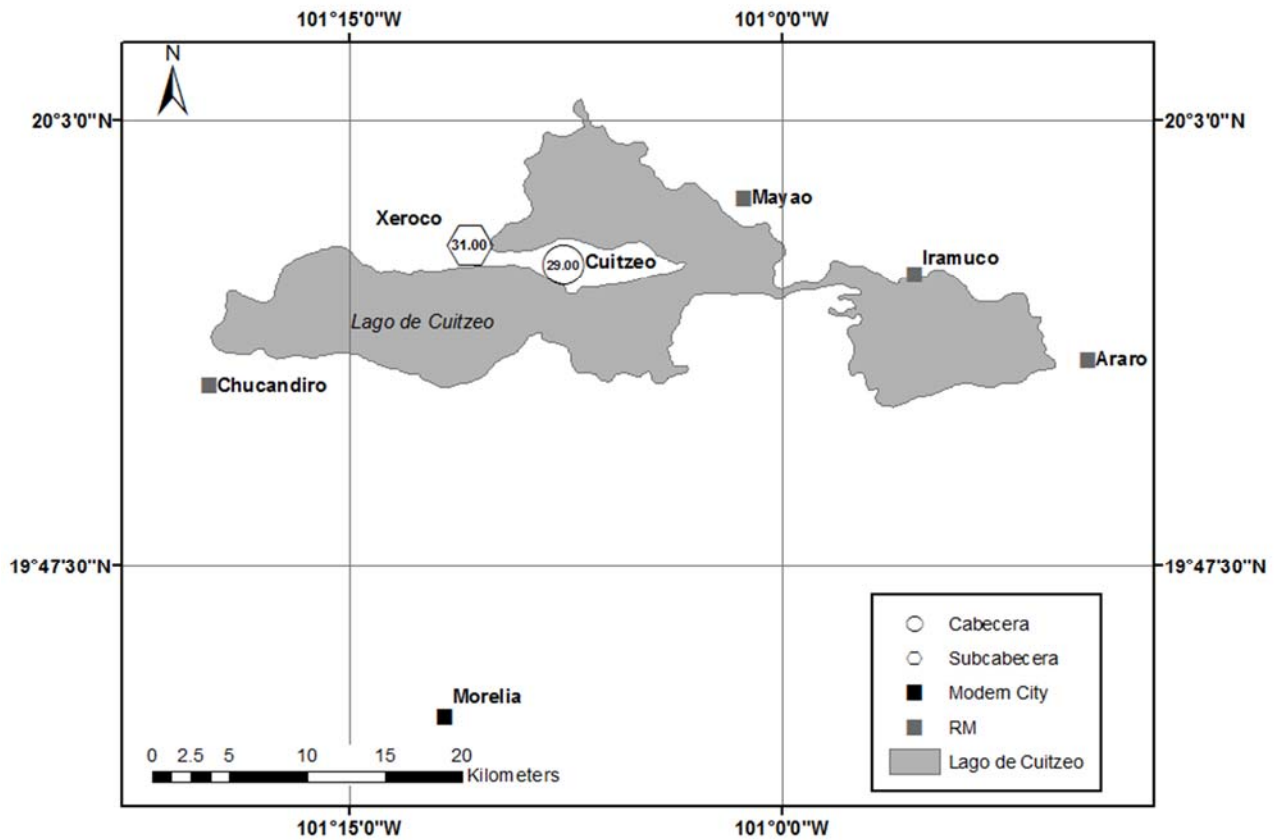 101°15'0"W 101°0'0"W
N
20°3'0"N 20°3'0"N
Mayao
Xeroco
31.00
29.00 Cuitzeo
Iramuco
Lago de Cuitzeo
Araro
Chucandiro
19°47'30"N 19°47'30"N
Cabecera
Subcabecera
Modern City
RM
Lago de Cuitzeo
Morelia
0 2.5 5 10 15 20
Kilometers
101°15'0"W 101°0'0"W